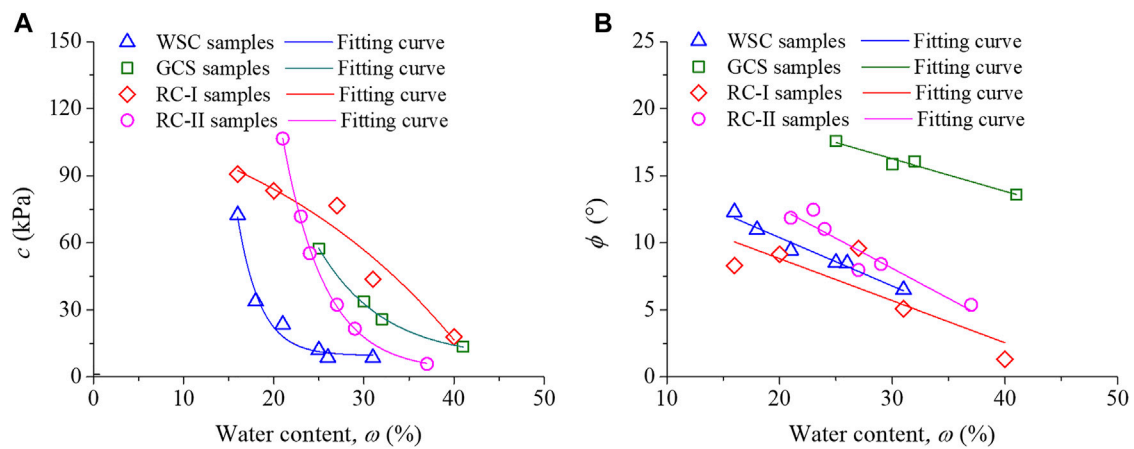 A
150
120
90
60
30
0
c (kPa)
WSC samples Fitting curve
GCS samples Fitting curve
RC-I samples Fitting curve
RC-II samples Fitting curve
0 10 20 30 40 50
Water content, ω (%)
B
25
20
15
10
5
0
ϕ (°)
WSC samples Fitting curve
GCS samples Fitting curve
RC-I samples Fitting curve
RC-II samples Fitting curve
10 20 30 40 50
Water content, ω (%)